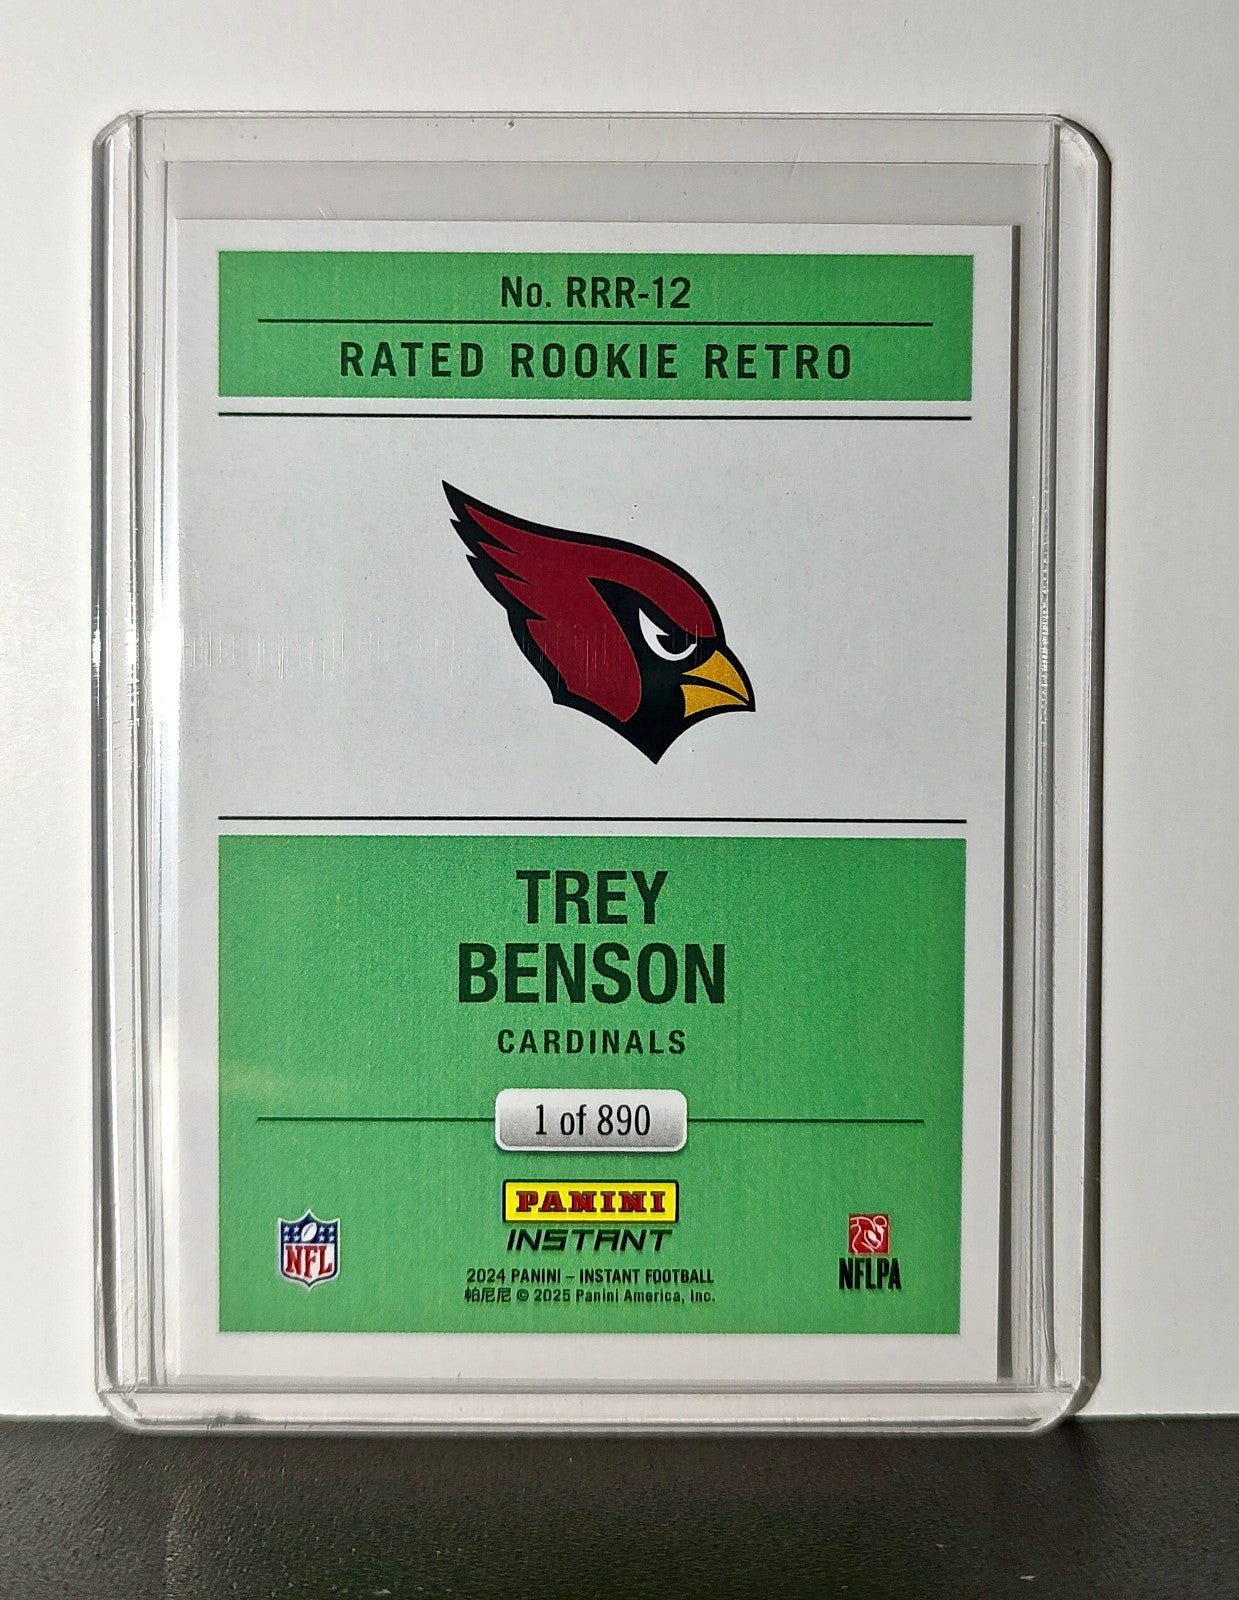 No. RRR-12
RATED ROOKIE RETRO
TREY
BENSON
CARDINALS
1 of 890
PANINI
INSTANT
NFL
NFLPA
2024 PANINI – INSTANT FOOTBALL
帕尼尼 © 2025 Panini America, Inc.